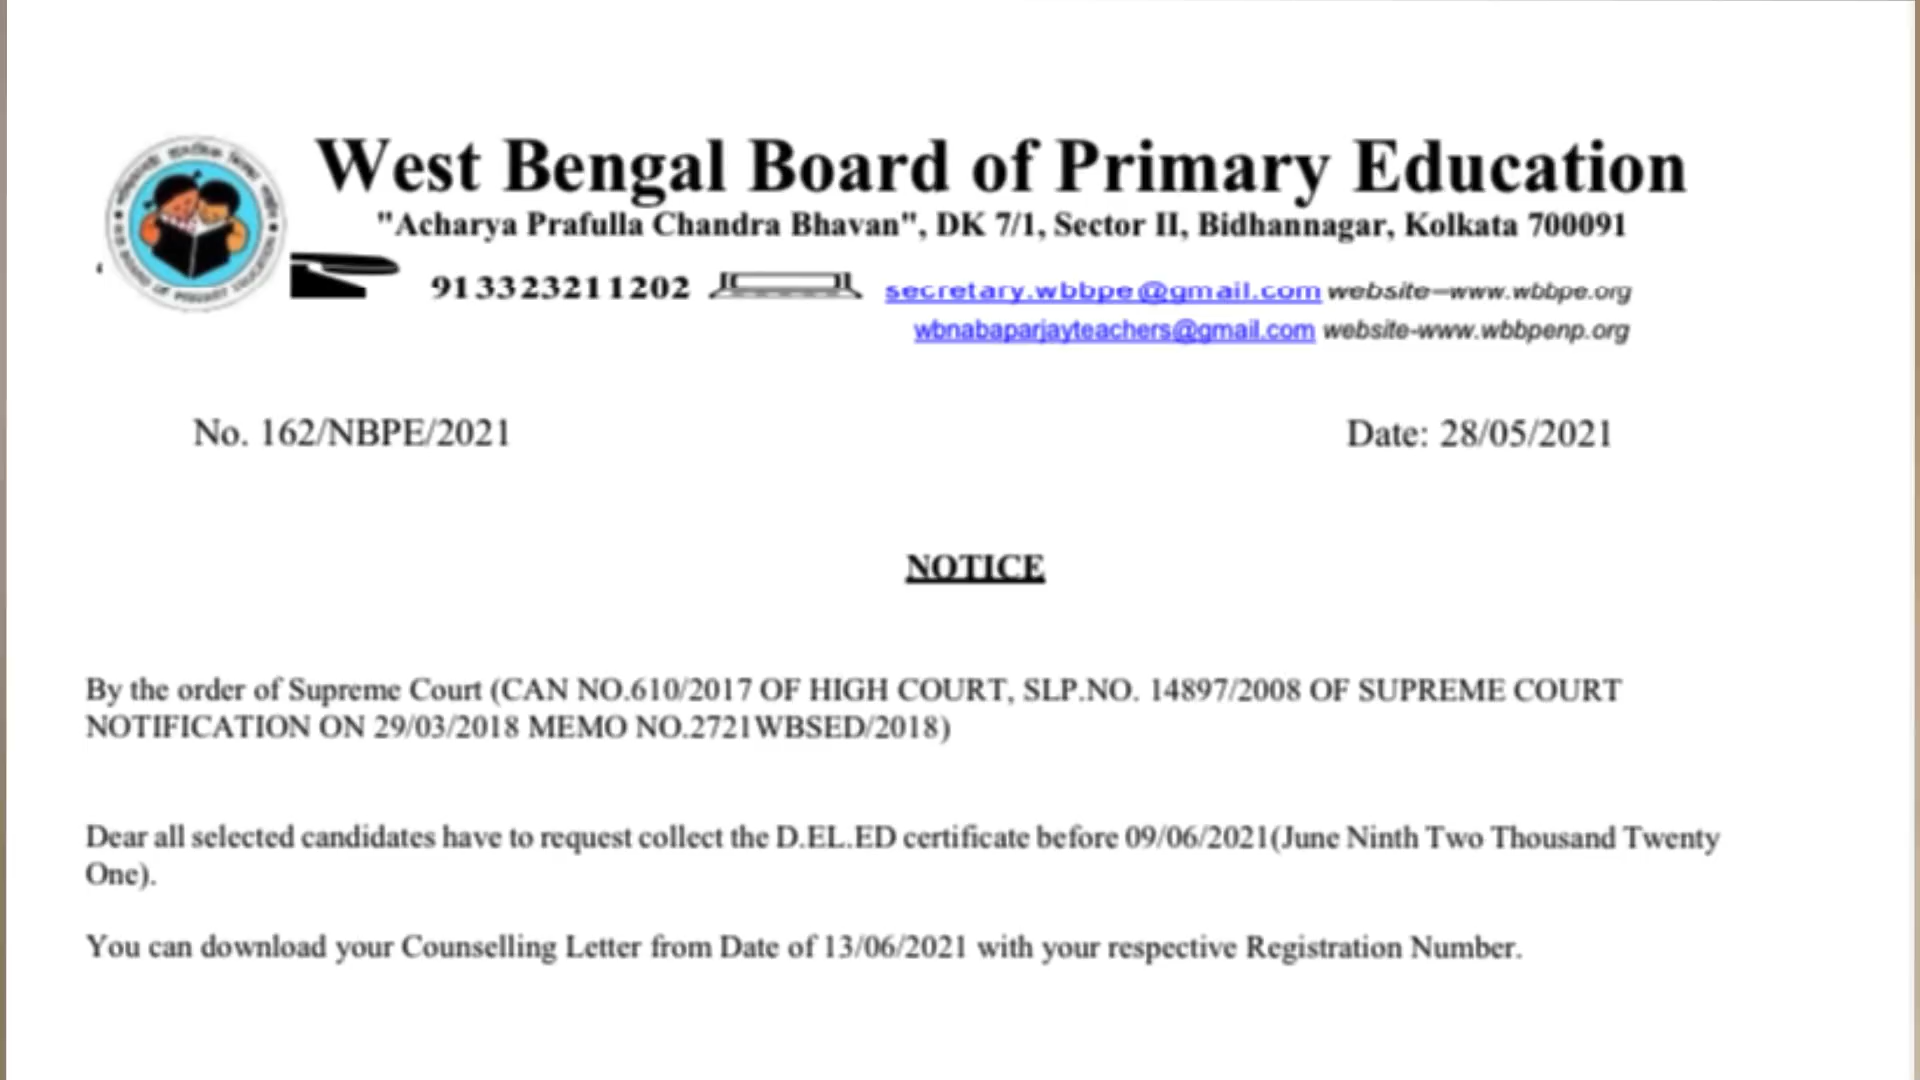 West Bengal Board of Primary Education
"Acharya Prafulla Chandra Bhavan", DK 7/1, Sector II, Bidhannagar, Kolkata 700091
913323211202 secretary.wbbpe@gmail.com website–www.wbbpe.org
wbnabaparjayteachers@gmail.com website-www.wbbpenp.org
No. 162/NBPE/2021 Date: 28/05/2021
NOTICE
By the order of Supreme Court (CAN NO.610/2017 OF HIGH COURT, SLP.NO. 14897/2008 OF SUPREME COURT
NOTIFICATION ON 29/03/2018 MEMO NO.2721WBSED/2018)
Dear all selected candidates have to request collect the D.EL.ED certificate before 09/06/2021(June Ninth Two Thousand Twenty
One).
You can download your Counselling Letter from Date of 13/06/2021 with your respective Registration Number.